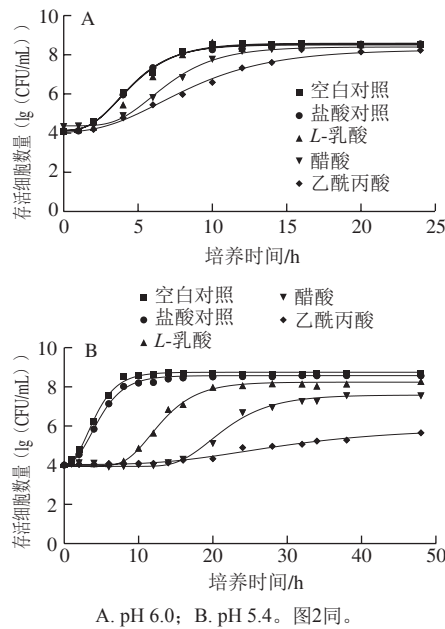 A
10
8
6
4
2
0
存活细胞数量（lg（CFU/mL））
空白对照
盐酸对照
L-乳酸
醋酸
乙酰丙酸
0 5 10 15 20 25
培养时间/h
空白对照 醋酸
盐酸对照 乙酰丙酸
L-乳酸
B
10
8
6
4
2
0
存活细胞数量（lg（CFU/mL））
0 10 20 30 40 50
培养时间/h
A. pH 6.0；B. pH 5.4。图2同。